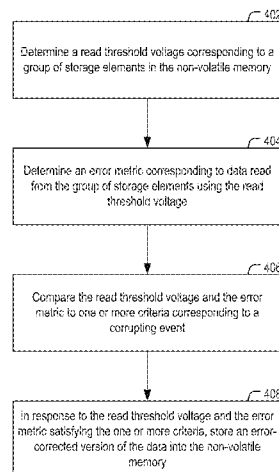 402
Determine a read threshold voltage corresponding to a
group of storage elements in the non-volatile memory
404
Determine an error metric corresponding to data read
from the group of storage elements using the read
threshold voltage
406
Compare the read threshold voltage and the error
metric to one or more criteria corresponding to a
corrupting event
408
In response to the read threshold voltage and the error
metric satisfying the one or more criteria, store an error-
corrected version of the data into the non-volatile
memory